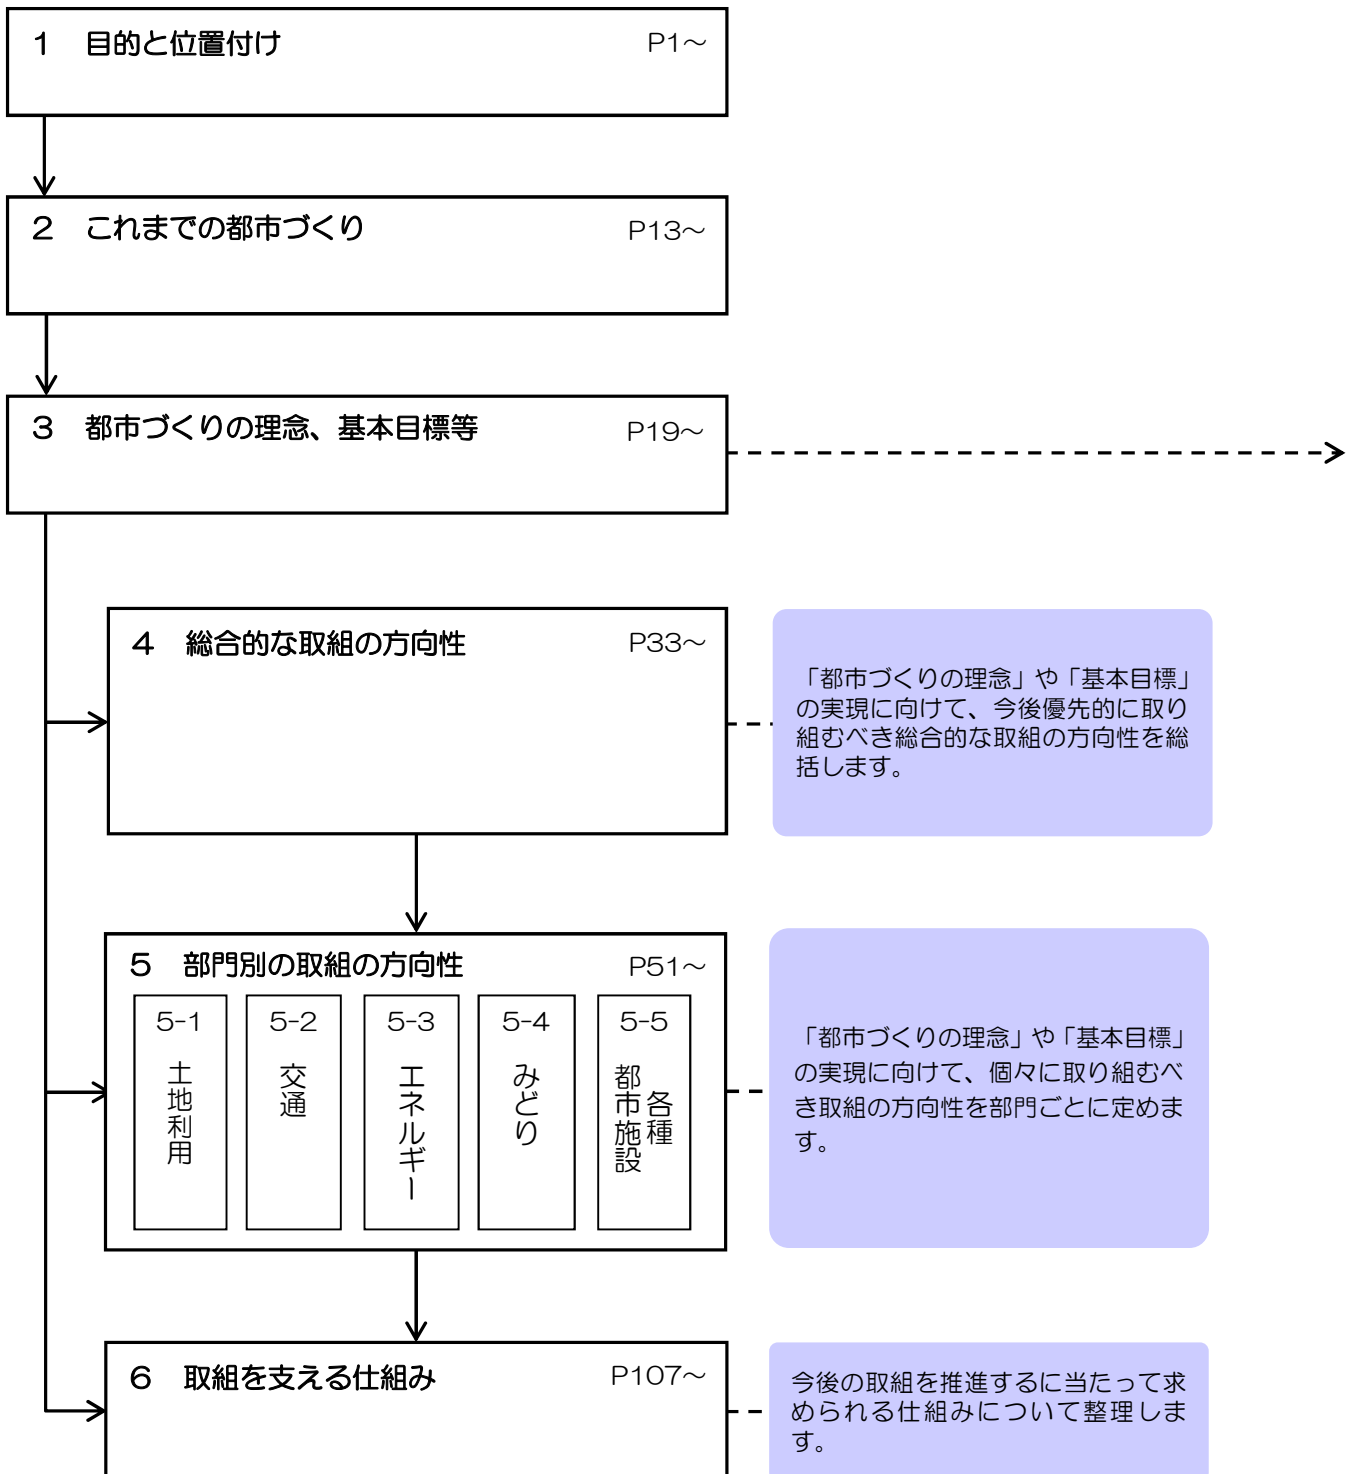 1　目的と位置付け　P1～
2　これまでの都市づくり　P13～
3　都市づくりの理念、基本目標等　P19～
4　総合的な取組の方向性　P33～
「都市づくりの理念」や「基本目標」
の実現に向けて、今後優先的に取り
組むべき総合的な取組の方向性を総
括します。
5　部門別の取組の方向性　P51～
5-1
土地利用
5-2
交通
5-3
エネルギー
5-4
みどり
5-5
各種
都市施設
「都市づくりの理念」や「基本目標」
の実現に向けて、個々に取り組むべ
き取組の方向性を部門ごとに定めま
す。
6　取組を支える仕組み　P107～
今後の取組を推進するに当たって求
められる仕組みについて整理しま
す。